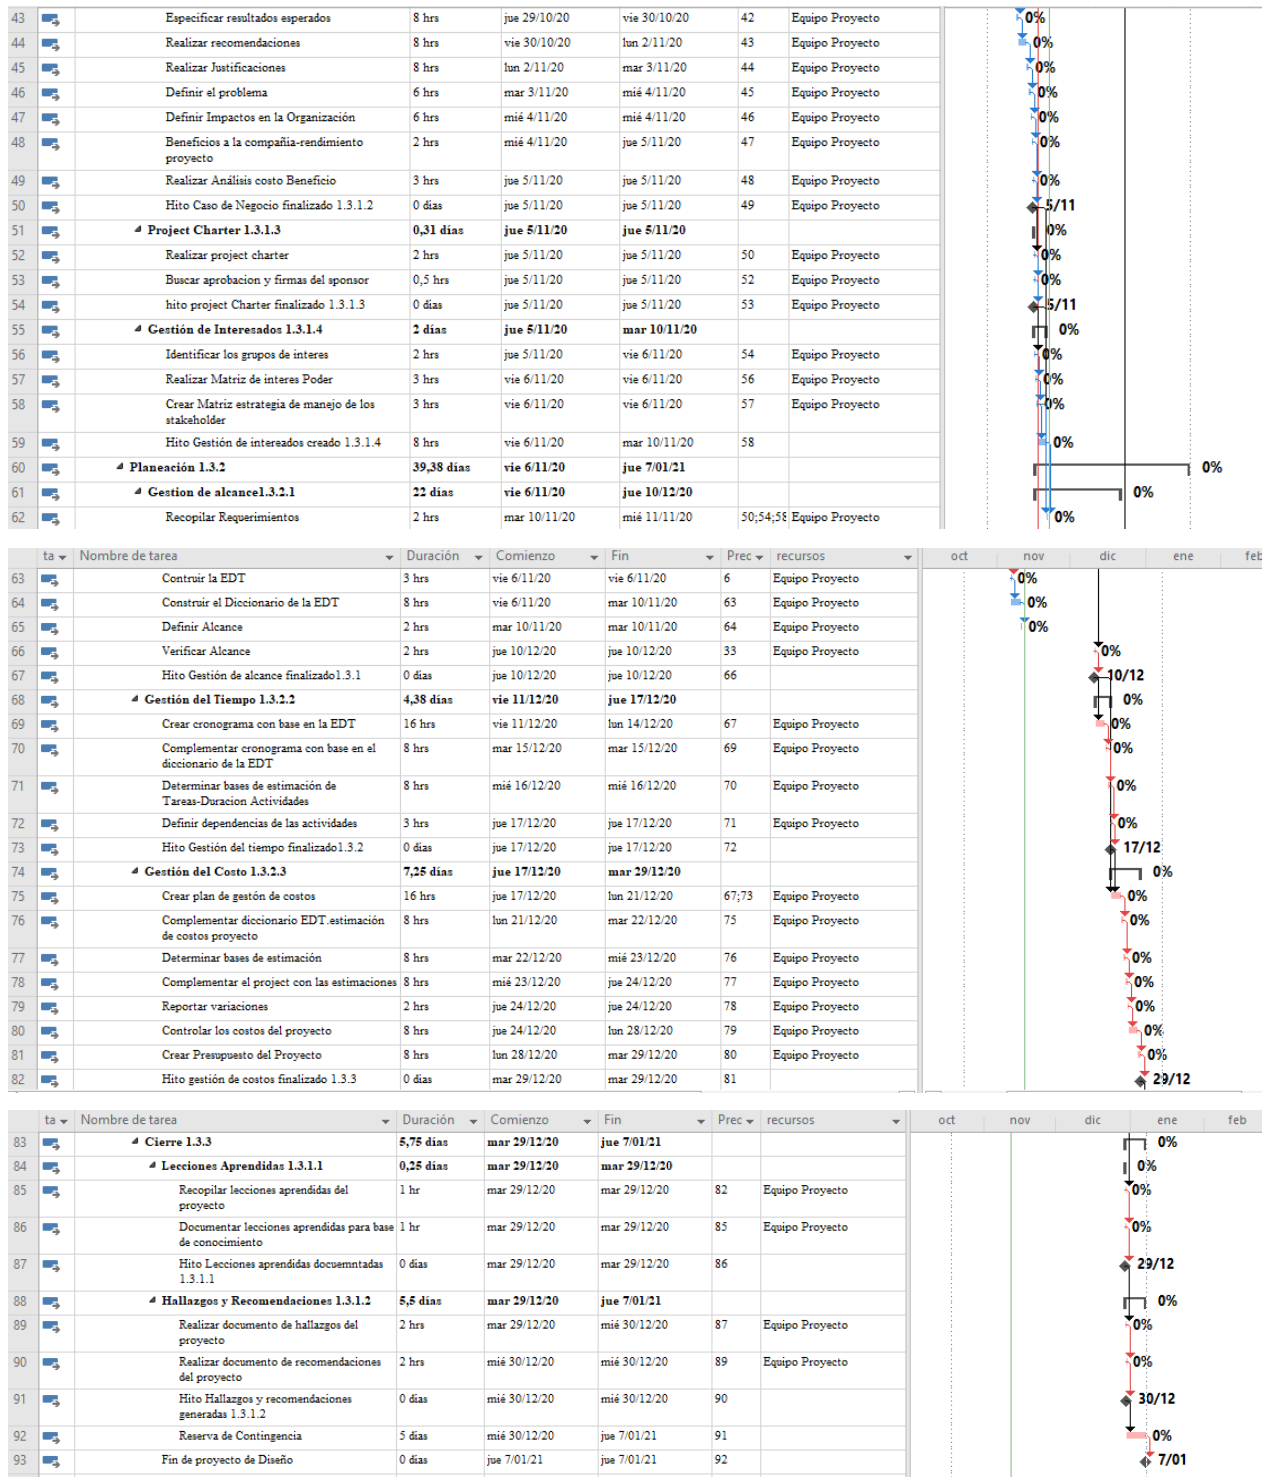 43 Especificar resultados esperados 8 hrs jue 29/10/20 vie 30/10/20 42 Equipo Proyecto 0%
44 Realizar recomendaciones 8 hrs vie 30/10/20 lun 2/11/20 43 Equipo Proyecto 0%
45 Realizar Justificaciones 8 hrs lun 2/11/20 mar 3/11/20 44 Equipo Proyecto 0%
46 Definir el problema 6 hrs mar 3/11/20 mié 4/11/20 45 Equipo Proyecto 0%
47 Definir Impactos en la Organización 6 hrs mié 4/11/20 mié 4/11/20 46 Equipo Proyecto 0%
48 Beneficios a la compañia-rendimiento 2 hrs mié 4/11/20 jue 5/11/20 47 Equipo Proyecto 0%
proyecto
49 Realizar Análisis costo Beneficio 3 hrs jue 5/11/20 jue 5/11/20 48 Equipo Proyecto 0%
50 Hito Caso de Negocio finalizado 1.3.1.2 0 dias jue 5/11/20 jue 5/11/20 49 Equipo Proyecto 5/11
51 Project Charter 1.3.1.3 0,31 días jue 5/11/20 jue 5/11/20 0%
52 Realizar project charter 2 hrs jue 5/11/20 jue 5/11/20 50 Equipo Proyecto 0%
53 Buscar aprobacion y firmas del sponsor 0,5 hrs jue 5/11/20 jue 5/11/20 52 Equipo Proyecto 0%
54 hito project Charter finalizado 1.3.1.3 0 dias jue 5/11/20 jue 5/11/20 53 Equipo Proyecto 5/11
55 Gestión de Interesados 1.3.1.4 2 días jue 5/11/20 mar 10/11/20 0%
56 Identificar los grupos de interes 2 hrs jue 5/11/20 vie 6/11/20 54 Equipo Proyecto 0%
57 Realizar Matriz de interes Poder 3 hrs vie 6/11/20 vie 6/11/20 56 Equipo Proyecto 0%
58 Crear Matriz estrategia de manejo de los 3 hrs vie 6/11/20 vie 6/11/20 57 Equipo Proyecto 0%
stakeholder
59 Hito Gestión de intereados creado 1.3.1.4 8 hrs vie 6/11/20 mar 10/11/20 58 0%
60 Planeación 1.3.2 39,38 días vie 6/11/20 jue 7/01/21 0%
61 Gestion de alcance1.3.2.1 22 días vie 6/11/20 jue 10/12/20 0%
62 Recopilar Requerimientos 2 hrs mar 10/11/20 mié 11/11/20 50;54;58 Equipo Proyecto 0%
ta Nombre de tarea Duración Comienzo Fin Prec recursos oct nov dic ene feb
63 Contruir la EDT 3 hrs vie 6/11/20 vie 6/11/20 6 Equipo Proyecto 0%
64 Construir el Diccionario de la EDT 8 hrs vie 6/11/20 mar 10/11/20 63 Equipo Proyecto 0%
65 Definir Alcance 2 hrs mar 10/11/20 mar 10/11/20 64 Equipo Proyecto 0%
66 Verificar Alcance 2 hrs jue 10/12/20 jue 10/12/20 33 Equipo Proyecto 0%
67 Hito Gestión de alcance finalizado1.3.1 0 dias jue 10/12/20 jue 10/12/20 66 10/12
68 Gestión del Tiempo 1.3.2.2 4,38 días vie 11/12/20 jue 17/12/20 0%
69 Crear cronograma con base en la EDT 16 hrs vie 11/12/20 lun 14/12/20 67 Equipo Proyecto 0%
70 Complementar cronograma con base en el 8 hrs mar 15/12/20 mar 15/12/20 69 Equipo Proyecto 0%
diccionario de la EDT
71 Determinar bases de estimación de 8 hrs mié 16/12/20 mié 16/12/20 70 Equipo Proyecto 0%
Tareas-Duracion Actividades
72 Definir dependencias de las actividades 3 hrs jue 17/12/20 jue 17/12/20 71 Equipo Proyecto 0%
73 Hito Gestión del tiempo finalizado1.3.2 0 dias jue 17/12/20 jue 17/12/20 72 17/12
74 Gestión del Costo 1.3.2.3 7,25 días jue 17/12/20 mar 29/12/20 0%
75 Crear plan de gestón de costos 16 hrs jue 17/12/20 lun 21/12/20 67;73 Equipo Proyecto 0%
76 Complementar diccionario EDT.estimación 8 hrs lun 21/12/20 mar 22/12/20 75 Equipo Proyecto 0%
de costos proyecto
77 Determinar bases de estimación 8 hrs mar 22/12/20 mié 23/12/20 76 Equipo Proyecto 0%
78 Complementar el project con las estimaciones 8 hrs mié 23/12/20 jue 24/12/20 77 Equipo Proyecto 0%
79 Reportar variaciones 2 hrs jue 24/12/20 jue 24/12/20 78 Equipo Proyecto 0%
80 Controlar los costos del proyecto 8 hrs jue 24/12/20 lun 28/12/20 79 Equipo Proyecto 0%
81 Crear Presupuesto del Proyecto 8 hrs lun 28/12/20 mar 29/12/20 80 Equipo Proyecto 0%
82 Hito gestión de costos finalizado 1.3.3 0 dias mar 29/12/20 mar 29/12/20 81 29/12
ta Nombre de tarea Duración Comienzo Fin Prec recursos oct nov dic ene feb
83 Cierre 1.3.3 5,75 días mar 29/12/20 jue 7/01/21 0%
84 Lecciones Aprendidas 1.3.1.1 0,25 días mar 29/12/20 mar 29/12/20 0%
85 Recopilar lecciones aprendidas del 1 hr mar 29/12/20 mar 29/12/20 82 Equipo Proyecto 0%
proyecto
86 Documentar lecciones aprendidas para base 1 hr mar 29/12/20 mar 29/12/20 85 Equipo Proyecto 0%
de conocimiento
87 Hito Lecciones aprendidas docuemntadas 0 dias mar 29/12/20 mar 29/12/20 86 29/12
1.3.1.1
88 Hallazgos y Recomendaciones 1.3.1.2 5,5 días mar 29/12/20 jue 7/01/21 0%
89 Realizar documento de hallazgos del 2 hrs mar 29/12/20 mié 30/12/20 87 Equipo Proyecto 0%
proyecto
90 Realizar documento de recomendaciones 2 hrs mié 30/12/20 mié 30/12/20 89 Equipo Proyecto 0%
del proyecto
91 Hito Hallazgos y recomendaciones 0 dias mié 30/12/20 mié 30/12/20 90 30/12
generadas 1.3.1.2
92 Reserva de Contingencia 5 dias mié 30/12/20 jue 7/01/21 91 0%
93 Fin de proyecto de Diseño 0 dias jue 7/01/21 jue 7/01/21 92 7/01